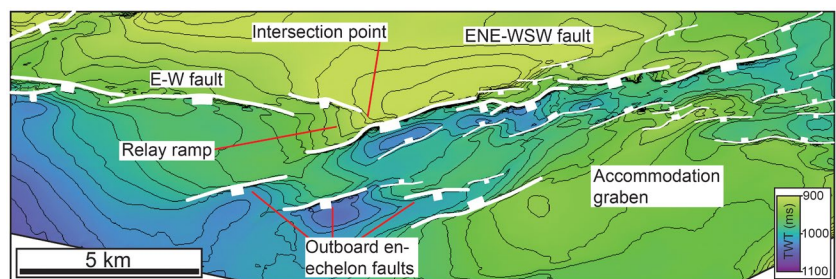 Intersection point
ENE-WSW fault
E-W fault
Relay ramp
Accommodation
graben
Outboard en-
echelon faults
5 km
TWT (ms)
900
1000
1100